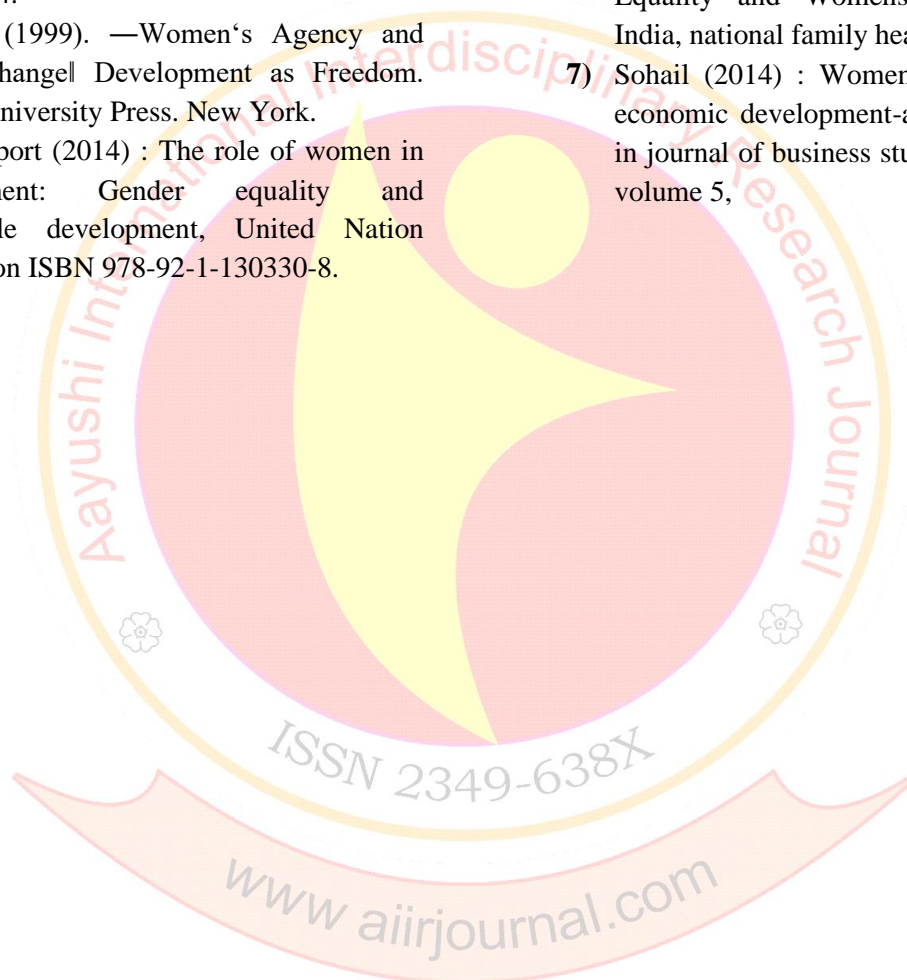 (1999). ―Women‘s Agency and
hange‖ Development as Freedom.
niversity Press. New York.
port (2014) : The role of women in
ment: Gender equality and
le development, United Nation
on ISBN 978-92-1-130330-8.
Equality and Womens
India, national family hea
7) Sohail (2014) : Women
economic development-a
in journal of business stu
volume 5,
Aayushi International Interdisciplinary Research Journal
ISSN 2349-638X
www aiirjournal.com